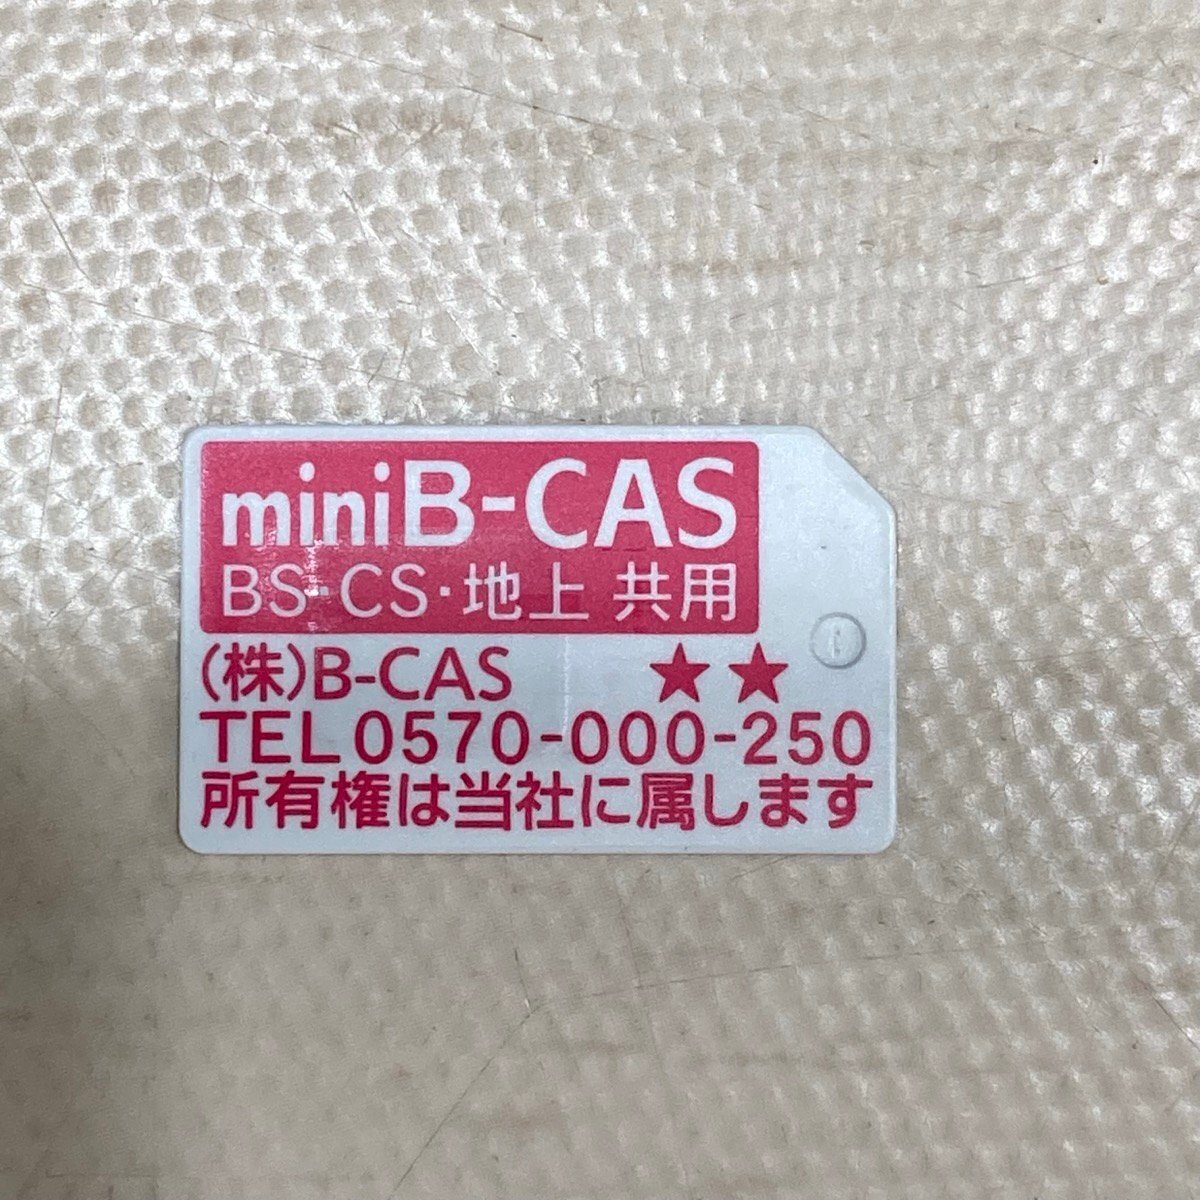 miniB-CAS
BS·CS·地上 共用
(株)B-CAS ★★
TEL 0570-000-250
所有権は当社に属します